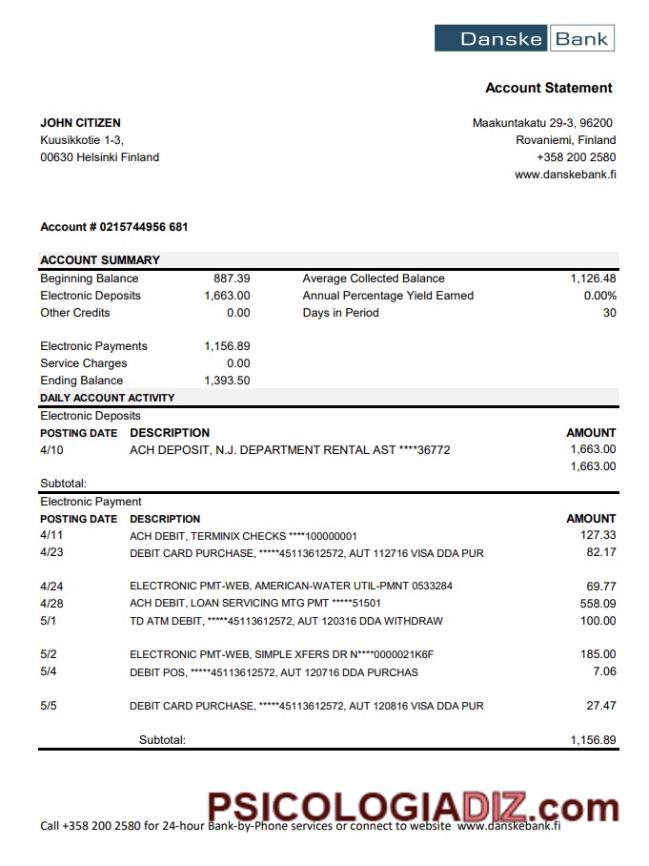 Danske Bank
Account Statement
JOHN CITIZEN
Kuusikkotie 1-3,
00630 Helsinki Finland
Maakuntakatu 29-3, 96200
Rovaniemi, Finland
+358 200 2580
www.danskebank.fi
Account # 0215744956 681
ACCOUNT SUMMARY
Beginning Balance 887.39 Average Collected Balance 1,126.48
Electronic Deposits 1,663.00 Annual Percentage Yield Earned 0.00%
Other Credits 0.00 Days in Period 30
Electronic Payments 1,156.89
Service Charges 0.00
Ending Balance 1,393.50
DAILY ACCOUNT ACTIVITY
Electronic Deposits
POSTING DATE DESCRIPTION AMOUNT
4/10 ACH DEPOSIT, N.J. DEPARTMENT RENTAL AST ****36772 1,663.00
1,663.00
Subtotal:
Electronic Payment
POSTING DATE DESCRIPTION AMOUNT
4/11 ACH DEBIT, TERMINIX CHECKS ****100000001 127.33
4/23 DEBIT CARD PURCHASE, *****45113612572, AUT 112716 VISA DDA PUR 82.17
4/24 ELECTRONIC PMT-WEB, AMERICAN-WATER UTIL-PMNT 0533284 69.77
4/28 ACH DEBIT, LOAN SERVICING MTG PMT *****51501 558.09
5/1 TD ATM DEBIT, *****45113612572, AUT 120316 DDA WITHDRAW 100.00
5/2 ELECTRONIC PMT-WEB, SIMPLE XFERS DR N****0000021K6F 185.00
5/4 DEBIT POS, *****45113612572, AUT 120716 DDA PURCHAS 7.06
5/5 DEBIT CARD PURCHASE, *****45113612572, AUT 120816 VISA DDA PUR 27.47
Subtotal: 1,156.89
PSICOLOGIADIZ.com
Call +358 200 2580 for 24-hour Bank-by-Phone services or connect to website www.danskebank.fi